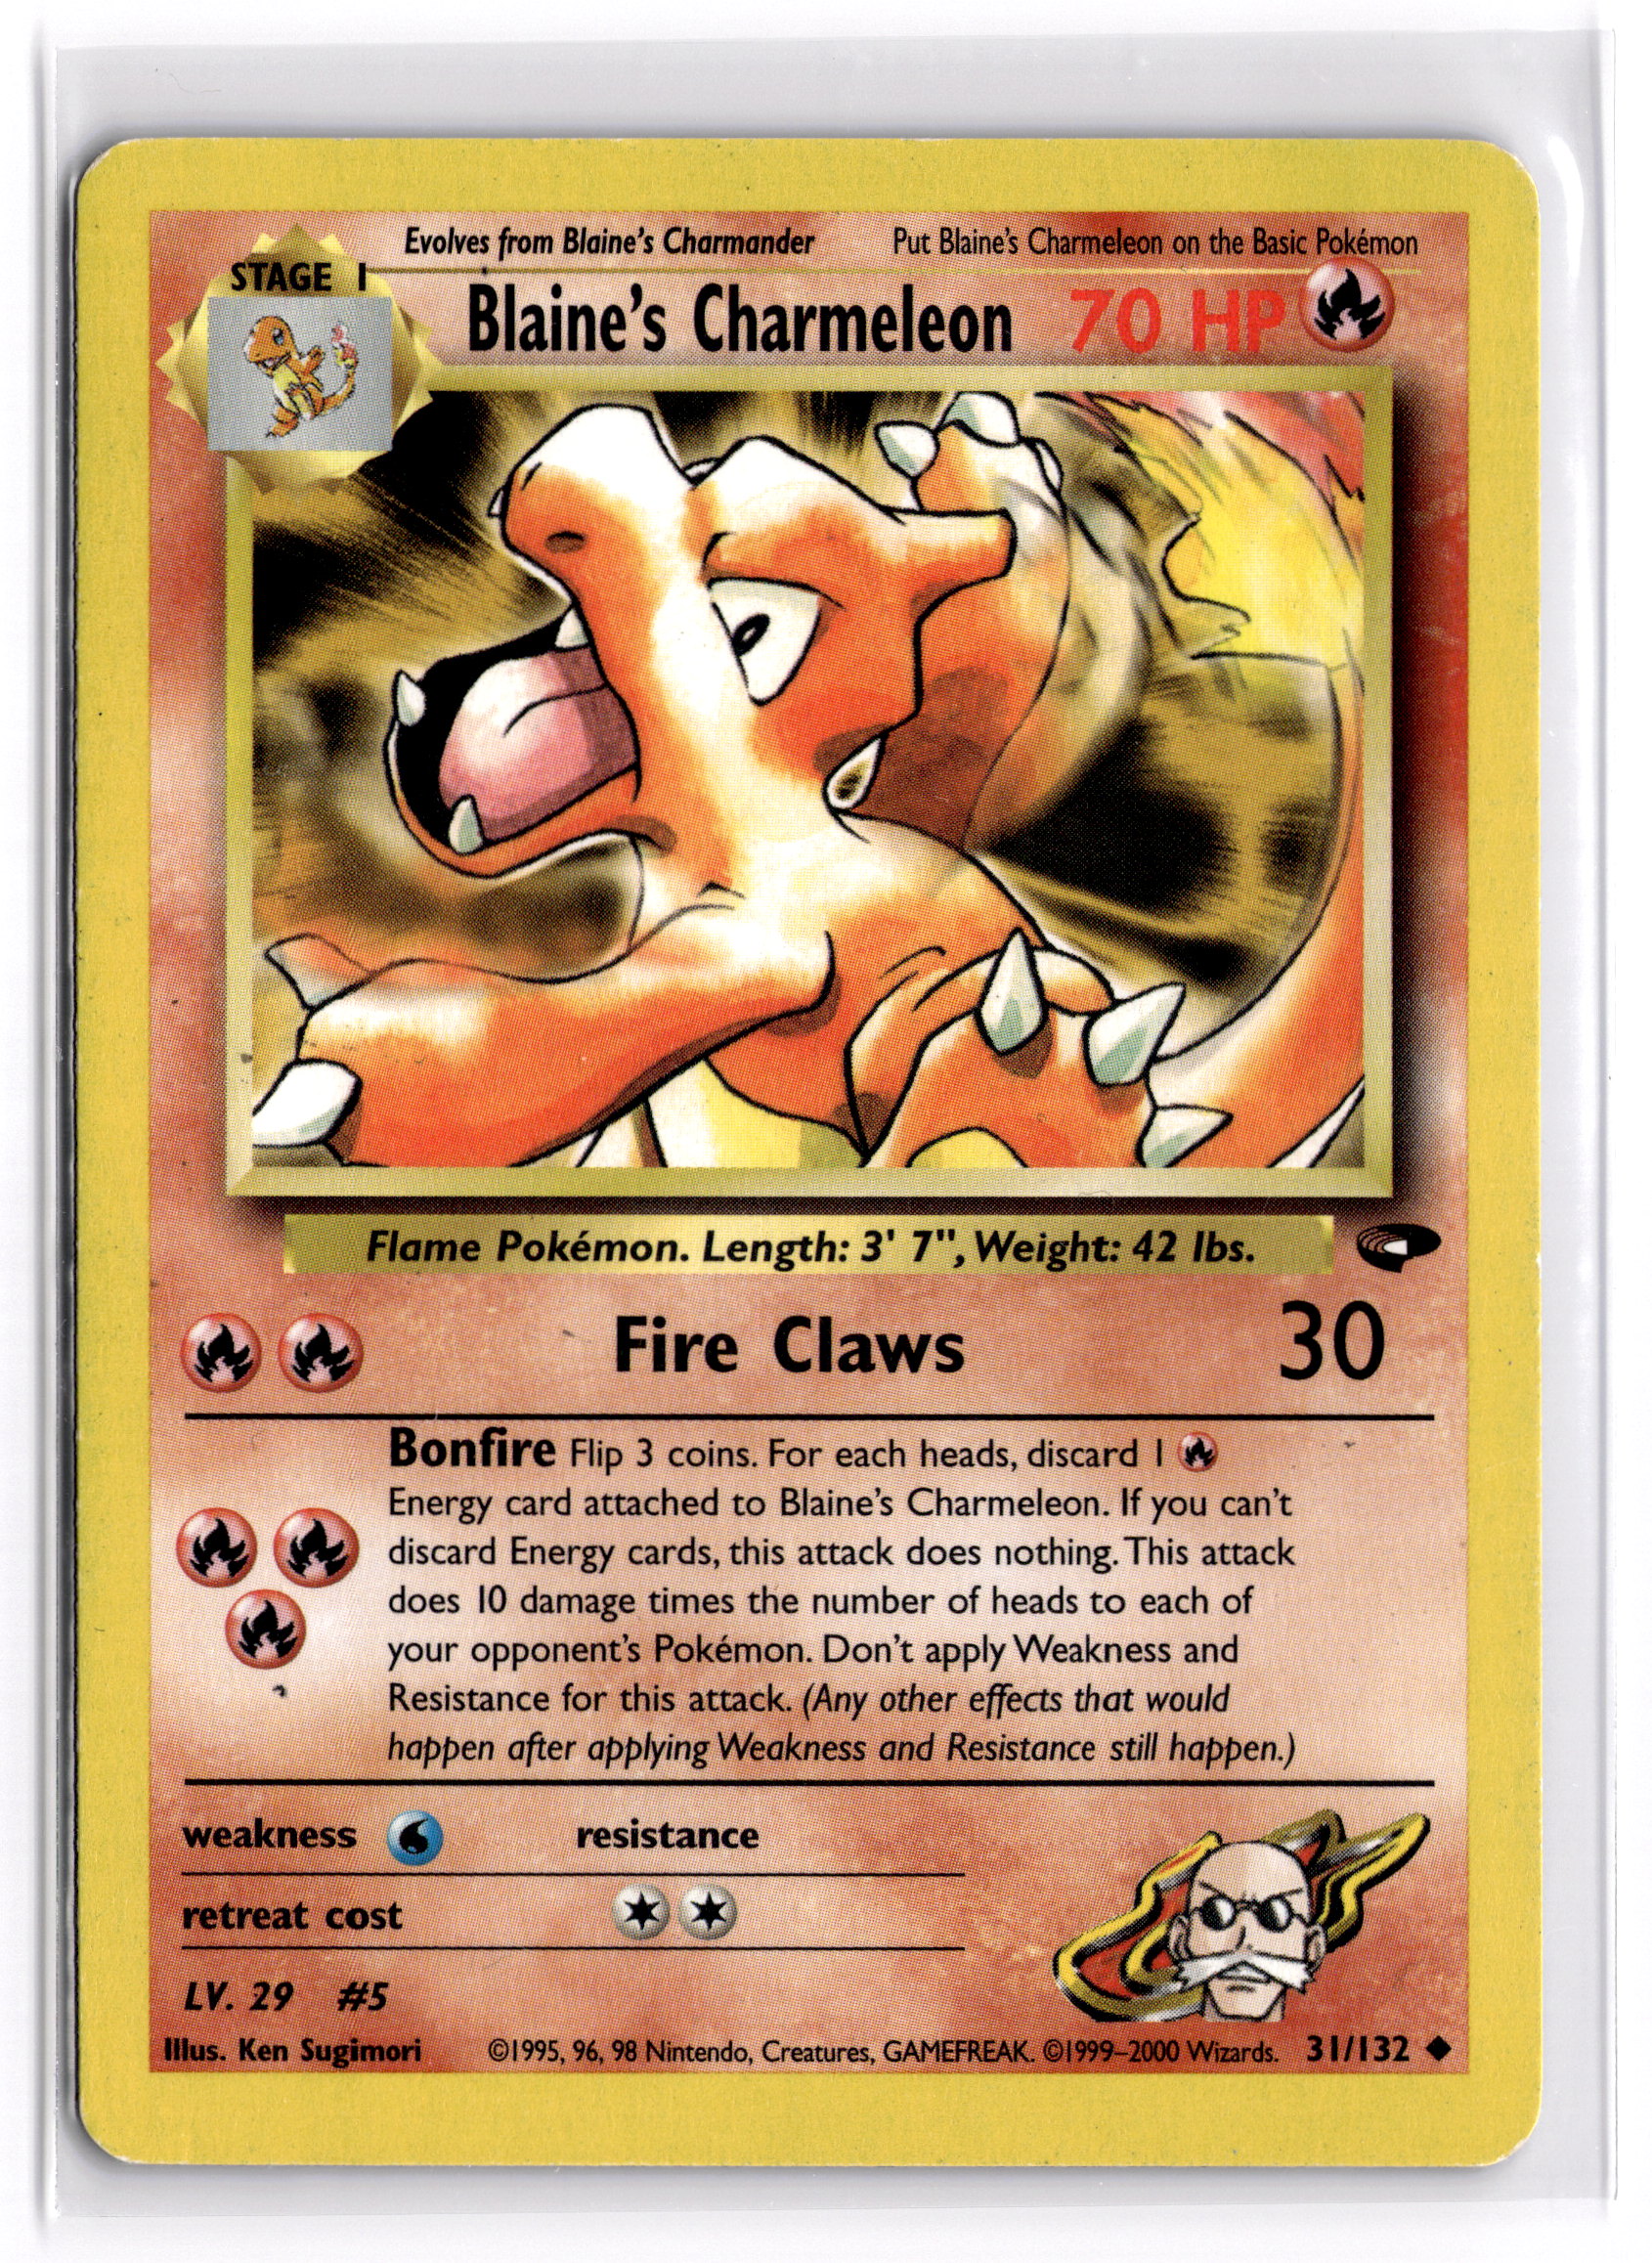 Evolves from Blaine's Charmander Put Blaine's Charmeleon on the Basic Pokémon
STAGE 1
Blaine's Charmeleon 70 HP
Flame Pokémon. Length: 3' 7", Weight: 42 lbs.
Fire Claws 30
Bonfire Flip 3 coins. For each heads, discard 1
Energy card attached to Blaine's Charmeleon. If you can't
discard Energy cards, this attack does nothing. This attack
does 10 damage times the number of heads to each of
your opponent's Pokémon. Don't apply Weakness and
Resistance for this attack. (Any other effects that would
happen after applying Weakness and Resistance still happen.)
weakness resistance
retreat cost
LV. 29 #5
Illus. Ken Sugimori ©1995, 96, 98 Nintendo, Creatures, GAMEFREAK. ©1999–2000 Wizards. 31/132